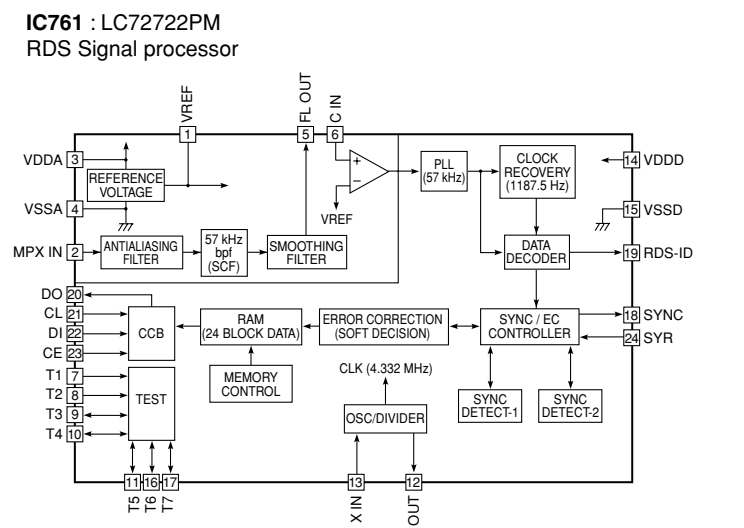 IC761 : LC72722PM
RDS Signal processor
VREF
FL OUT
C IN
1
5
6
VDDA 3
REFERENCE
VOLTAGE
VSSA 4
+
–
VREF
PLL
(57 kHz)
CLOCK
RECOVERY
(1187.5 Hz)
14 VDDD
15 VSSD
MPX IN 2
ANTIALIASING
FILTER
57 kHz
bpf
(SCF)
SMOOTHING
FILTER
DATA
DECODER
19 RDS-ID
DO 20
CL 21
DI 22
CE 23
CCB
RAM
(24 BLOCK DATA)
ERROR CORRECTION
(SOFT DECISION)
SYNC / EC
CONTROLLER
18 SYNC
24 SYR
MEMORY
CONTROL
CLK (4.332 MHz)
T1 7
T2 8
T3 9
T4 10
TEST
OSC/DIVIDER
SYNC
DETECT-1
SYNC
DETECT-2
11
16
17
13
12
T5
T6
T7
X IN
OUT